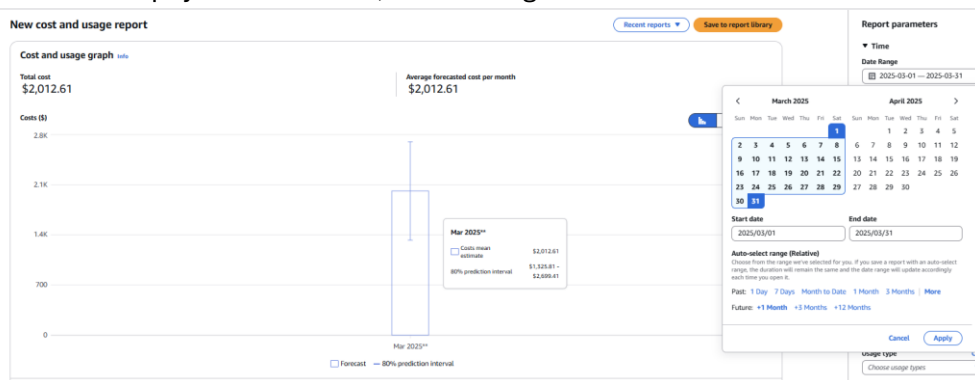 New cost and usage report
Recent reports ▼
Save to report library
Report parameters
▼ Time
Date Range
2025-03-01 — 2025-03-31
Cost and usage graph Info
Total cost
$2,012.61
Average forecasted cost per month
$2,012.61
Costs ($)
2.8K
2.1K
1.4K
700
0
Mar 2025**
Costs mean estimate $2,012.61
80% prediction interval $1,325.81 - $2,699.41
Mar 2025**
Forecast 80% prediction interval
March 2025 April 2025
Sun Mon Tue Wed Thu Fri Sat Sun Mon Tue Wed Thu Fri Sat
1 1 2 3 4 5
2 3 4 5 6 7 8 6 7 8 9 10 11 12
9 10 11 12 13 14 15 13 14 15 16 17 18 19
16 17 18 19 20 21 22 20 21 22 23 24 25 26
23 24 25 26 27 28 29 27 28 29 30
30 31
Start date End date
2025/03/01 2025/03/31
Auto-select range (Relative)
Choose from the range we've selected for you. If you save a report with an auto-select
range, the duration will remain the same and the date range will update accordingly
each time you open it.
Past: 1 Day 7 Days Month to Date 1 Month 3 Months | More
Future: +1 Month +3 Months +12 Months
Cancel Apply
Usage type
Choose usage types